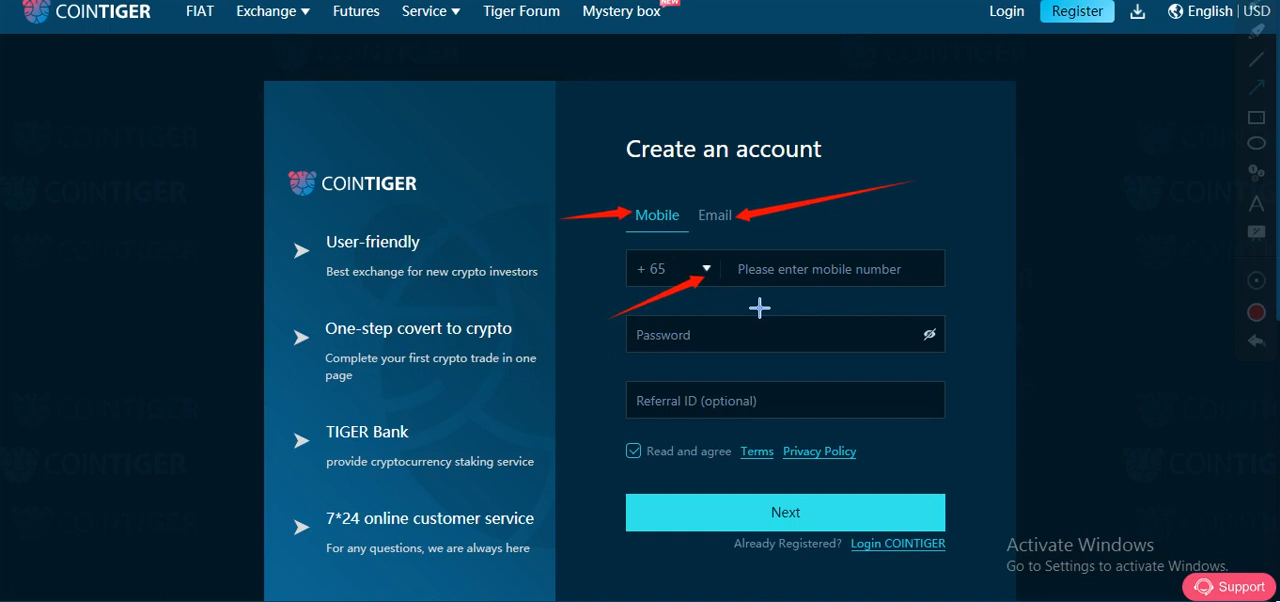 COINTIGER FIAT Exchange Futures Service Tiger Forum Mystery box NEW Login Register English | USD
Create an account
COINTIGER
Mobile Email
User-friendly
Best exchange for new crypto investors
+ 65 Please enter mobile number
One-step covert to crypto
Complete your first crypto trade in one
page
Password
TIGER Bank
provide cryptocurrency staking service
Referral ID (optional)
Read and agree Terms Privacy Policy
7*24 online customer service
For any questions, we are always here
Next
Already Registered? Login COINTIGER
Activate Windows
Go to Settings to activate Windows.
Support